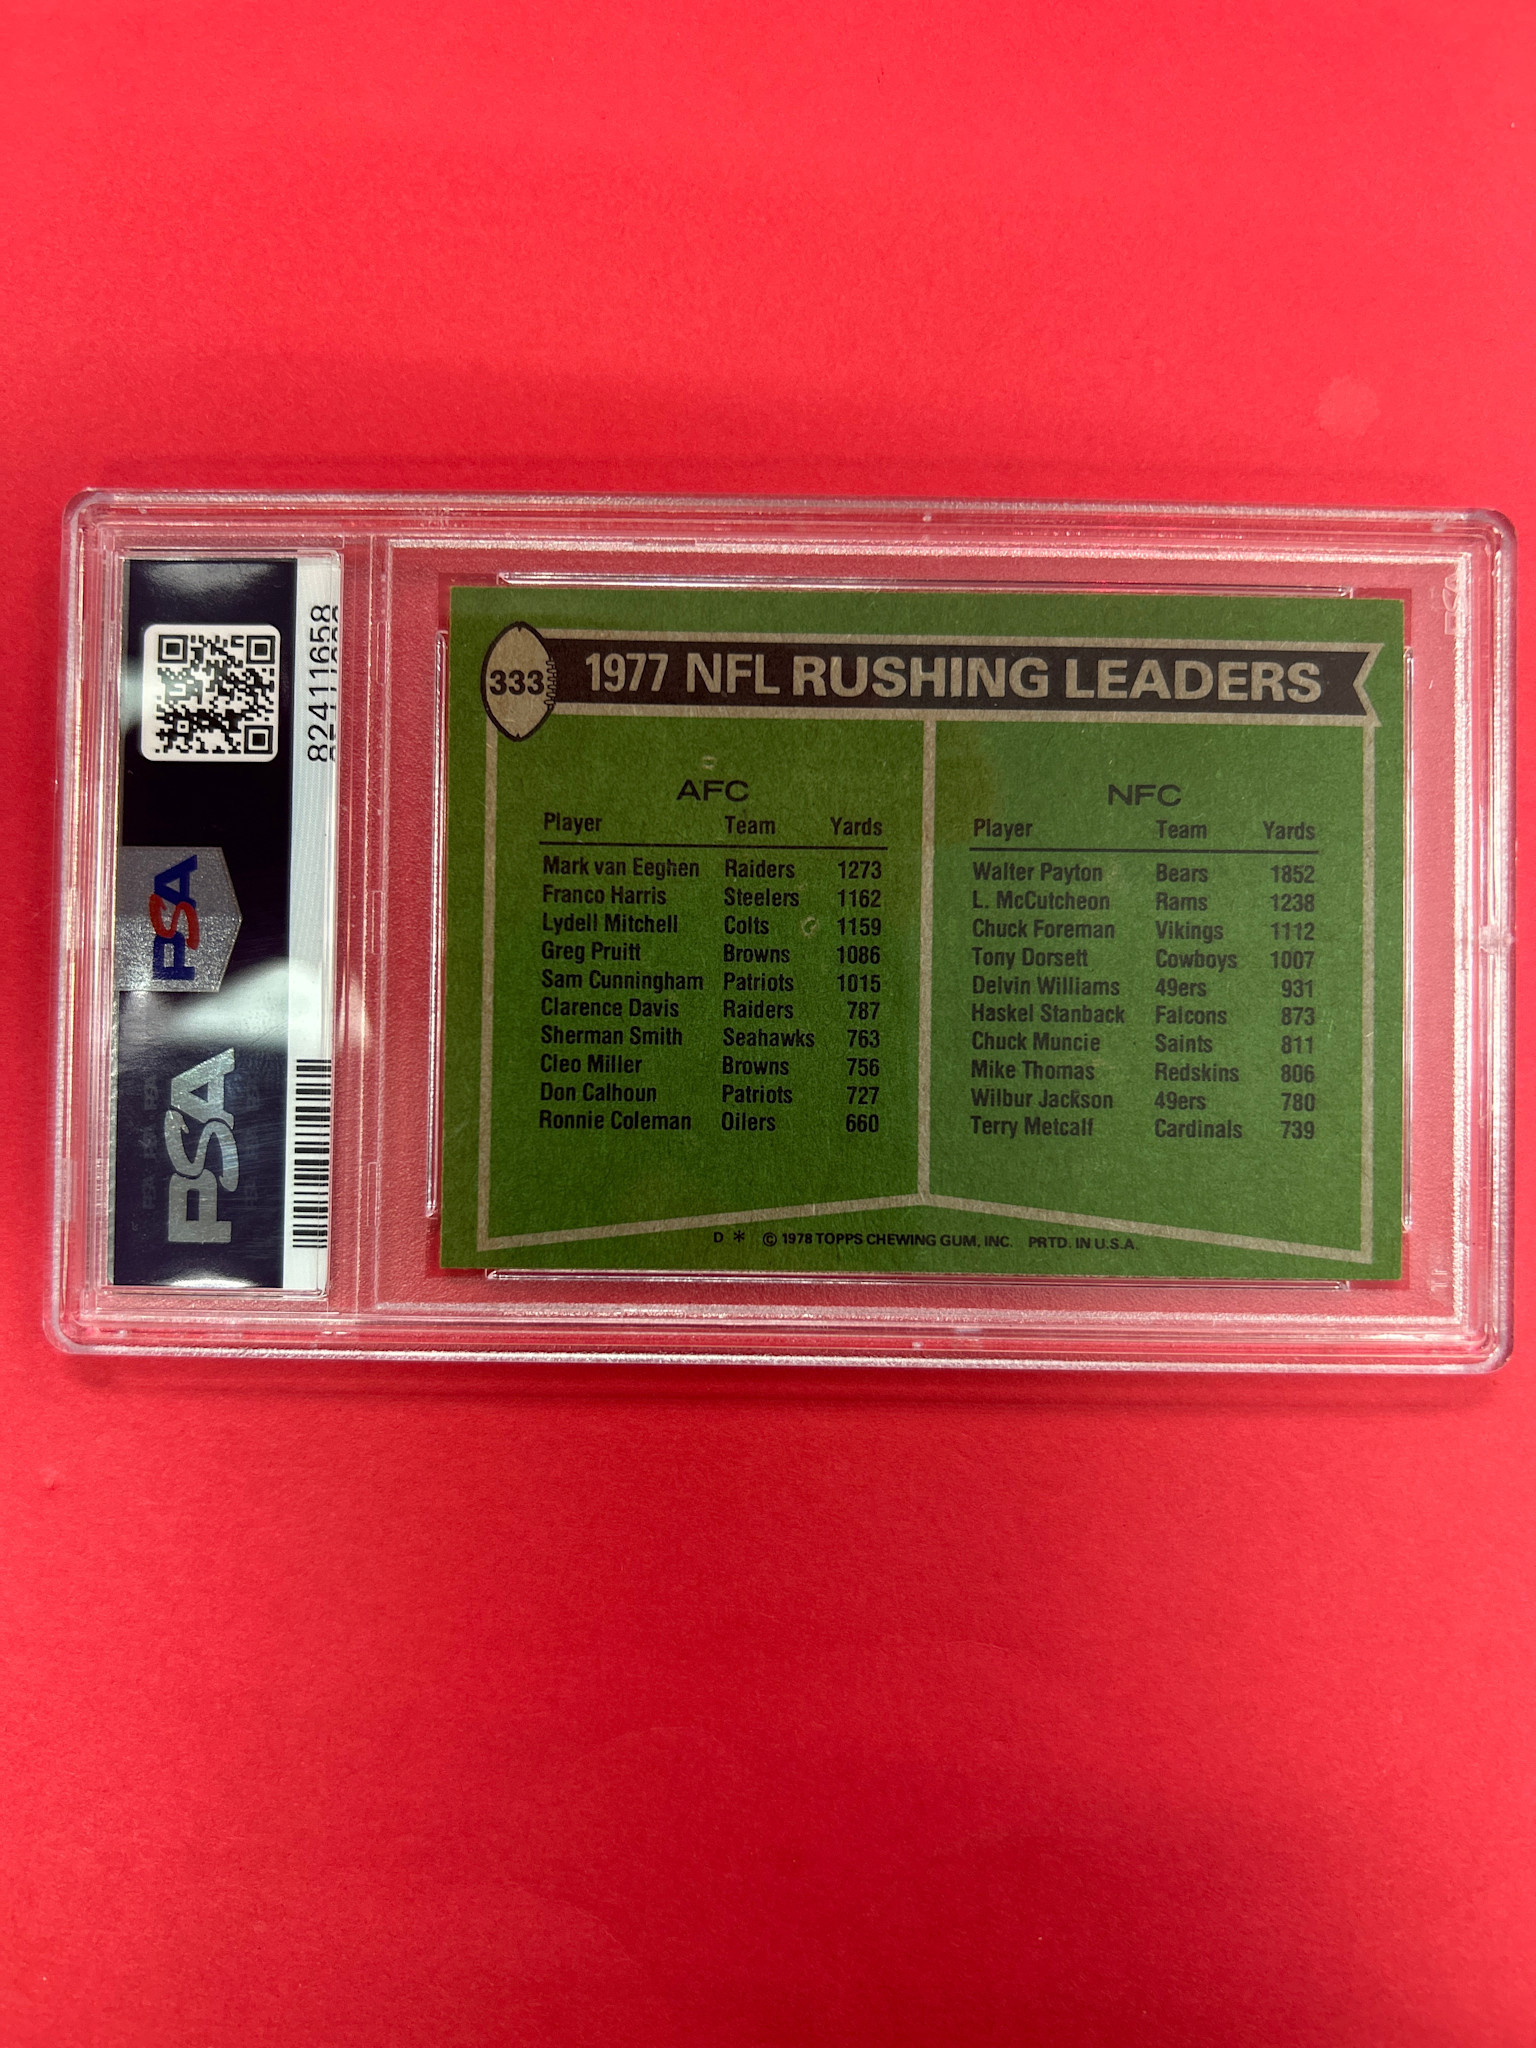 82411658
PSA
PSA
333 1977 NFL RUSHING LEADERS
AFC
Player Team Yards
Mark van Eeghen Raiders 1273
Franco Harris Steelers 1162
Lydell Mitchell Colts 1159
Greg Pruitt Browns 1086
Sam Cunningham Patriots 1015
Clarence Davis Raiders 787
Sherman Smith Seahawks 763
Cleo Miller Browns 756
Don Calhoun Patriots 727
Ronnie Coleman Oilers 660
NFC
Player Team Yards
Walter Payton Bears 1852
L. McCutcheon Rams 1238
Chuck Foreman Vikings 1112
Tony Dorsett Cowboys 1007
Delvin Williams 49ers 931
Haskel Stanback Falcons 873
Chuck Muncie Saints 811
Mike Thomas Redskins 806
Wilbur Jackson 49ers 780
Terry Metcalf Cardinals 739
D * © 1978 TOPPS CHEWING GUM, INC. PRTD. IN U.S.A.
PSA